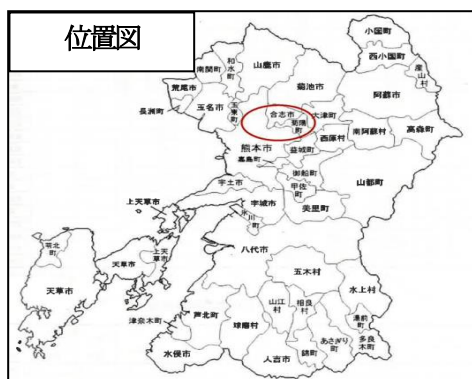 位置図
小国町
西小国町
産山村
和水町
南関町
山鹿市
菊池市
阿蘇市
荒尾市
玉名市
玉東町
長洲町
合志市
菊陽町
大津町
西原村
南阿蘇村
高森町
熊本市
益城町
嘉島町
御船町
甲佐町
山都町
宇土市
宇城市
美里町
上天草市
氷川町
八代市
苓北町
天草市
天草市
上天草市
五木村
水上村
山江村
相良村
湯前町
芦北町
津奈木町
球磨村
あさぎり町
多良木町
水俣市
人吉市
錦町